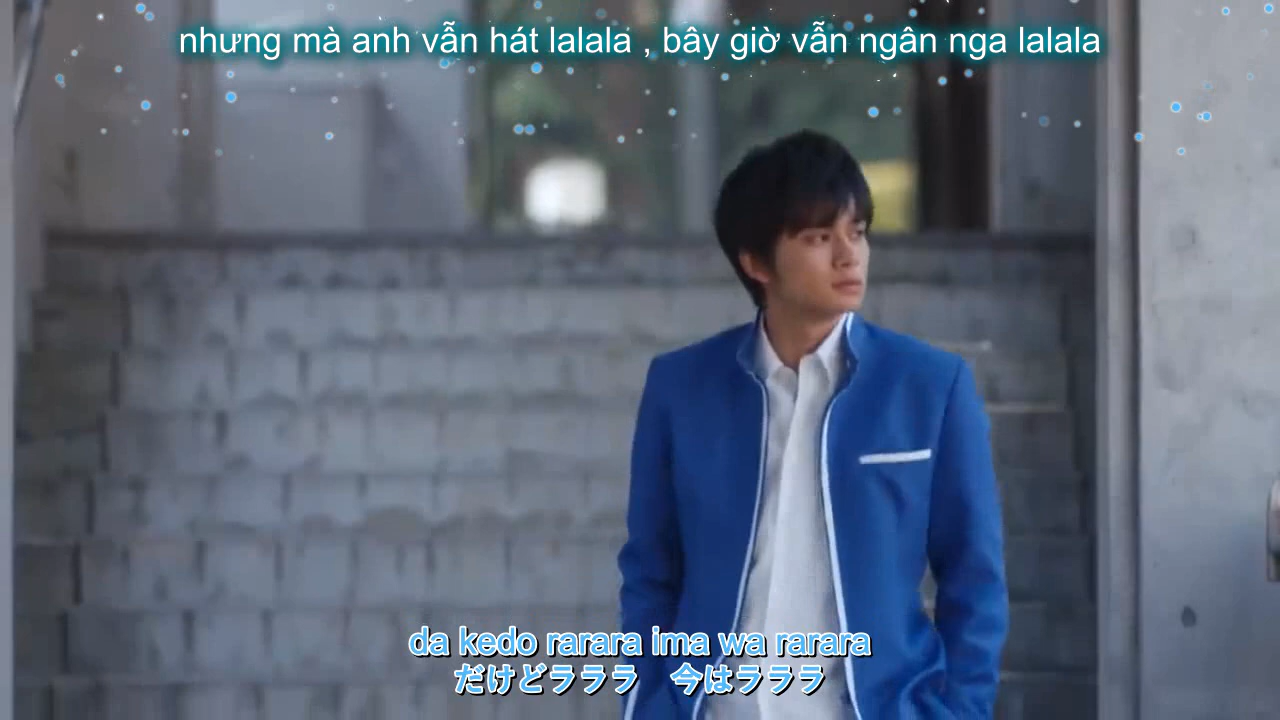 nhưng mà anh vẫn hát lalala , bây giờ vẫn ngân nga lalala
da kedo rarara ima wa rarara
だけどラララ　今はラララ